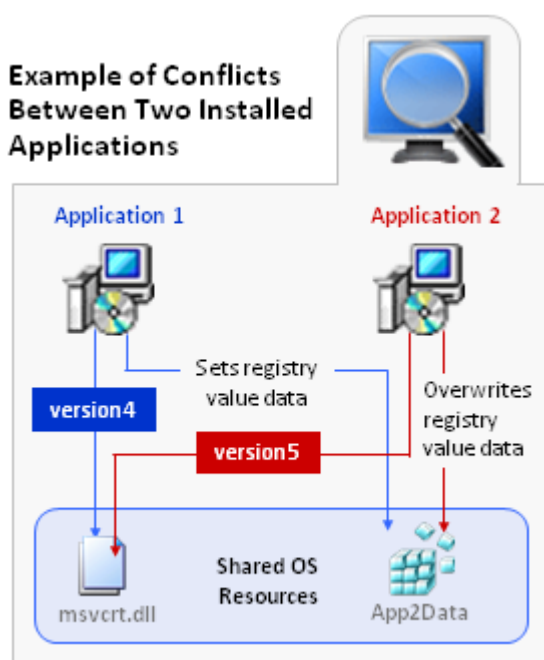 Example of Conflicts
Between Two Installed
Applications
Application 1
Application 2
Sets registry
value data
Overwrites
registry
value data
version4
version5
Shared OS
Resources
msvcrt.dll
App2Data